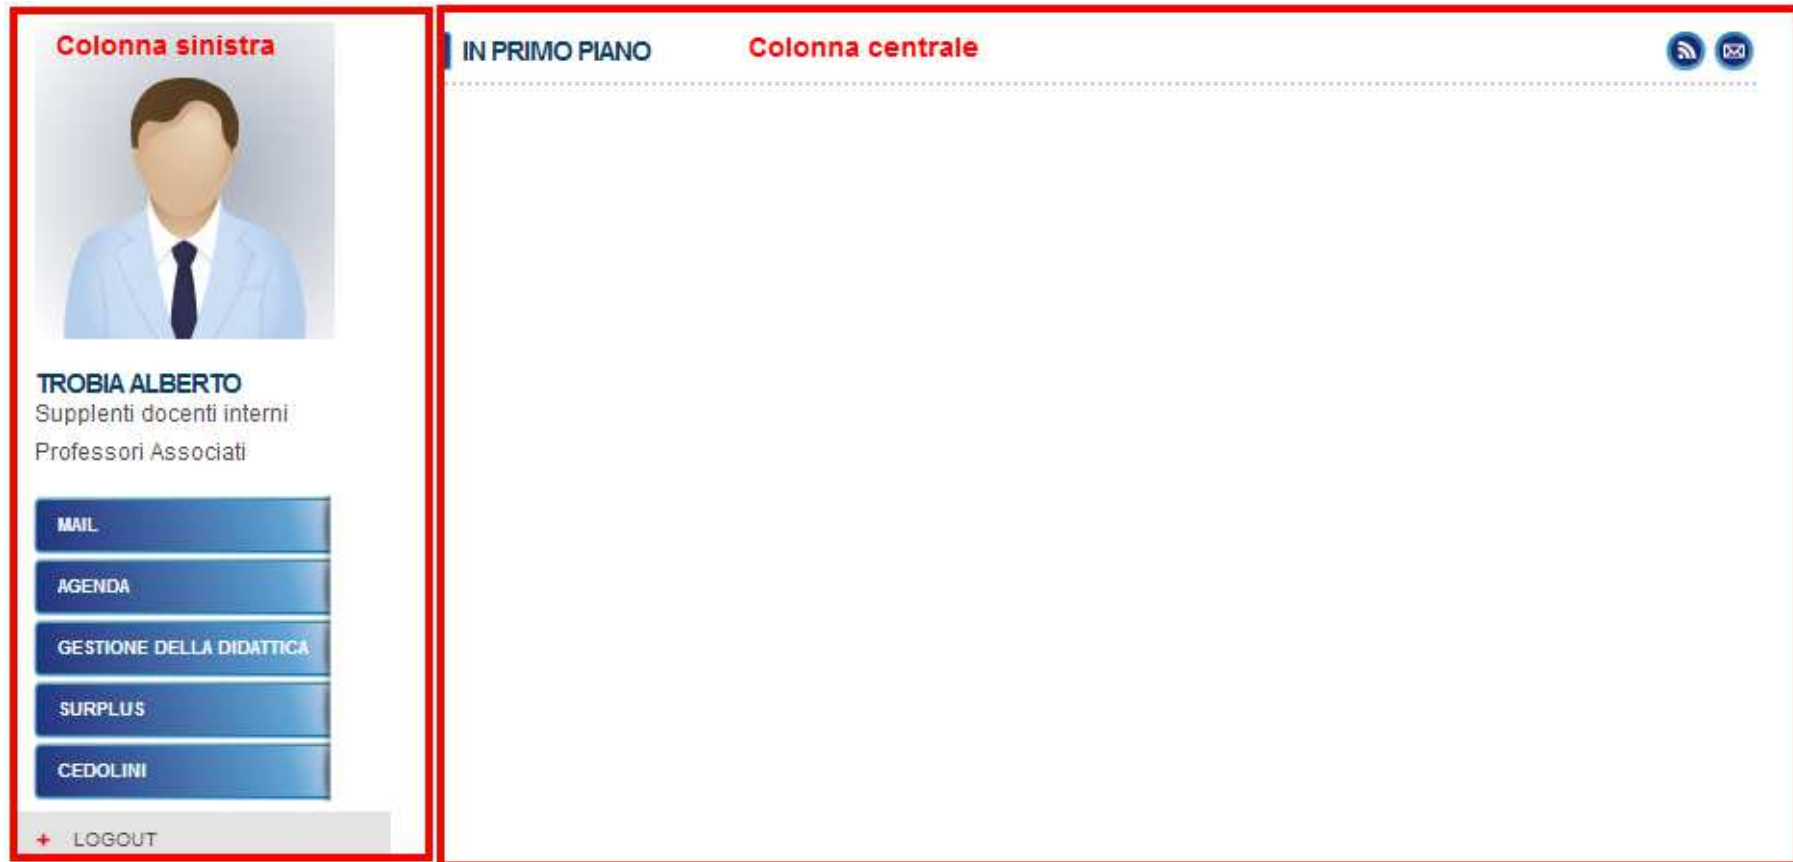 Colonna sinistra
TROBIA ALBERTO
Supplenti docenti interni
Professori Associati
MAIL
AGENDA
GESTIONE DELLA DIDATTICA
SURPLUS
CEDOLINI
+ LOGOUT
IN PRIMO PIANO
Colonna centrale